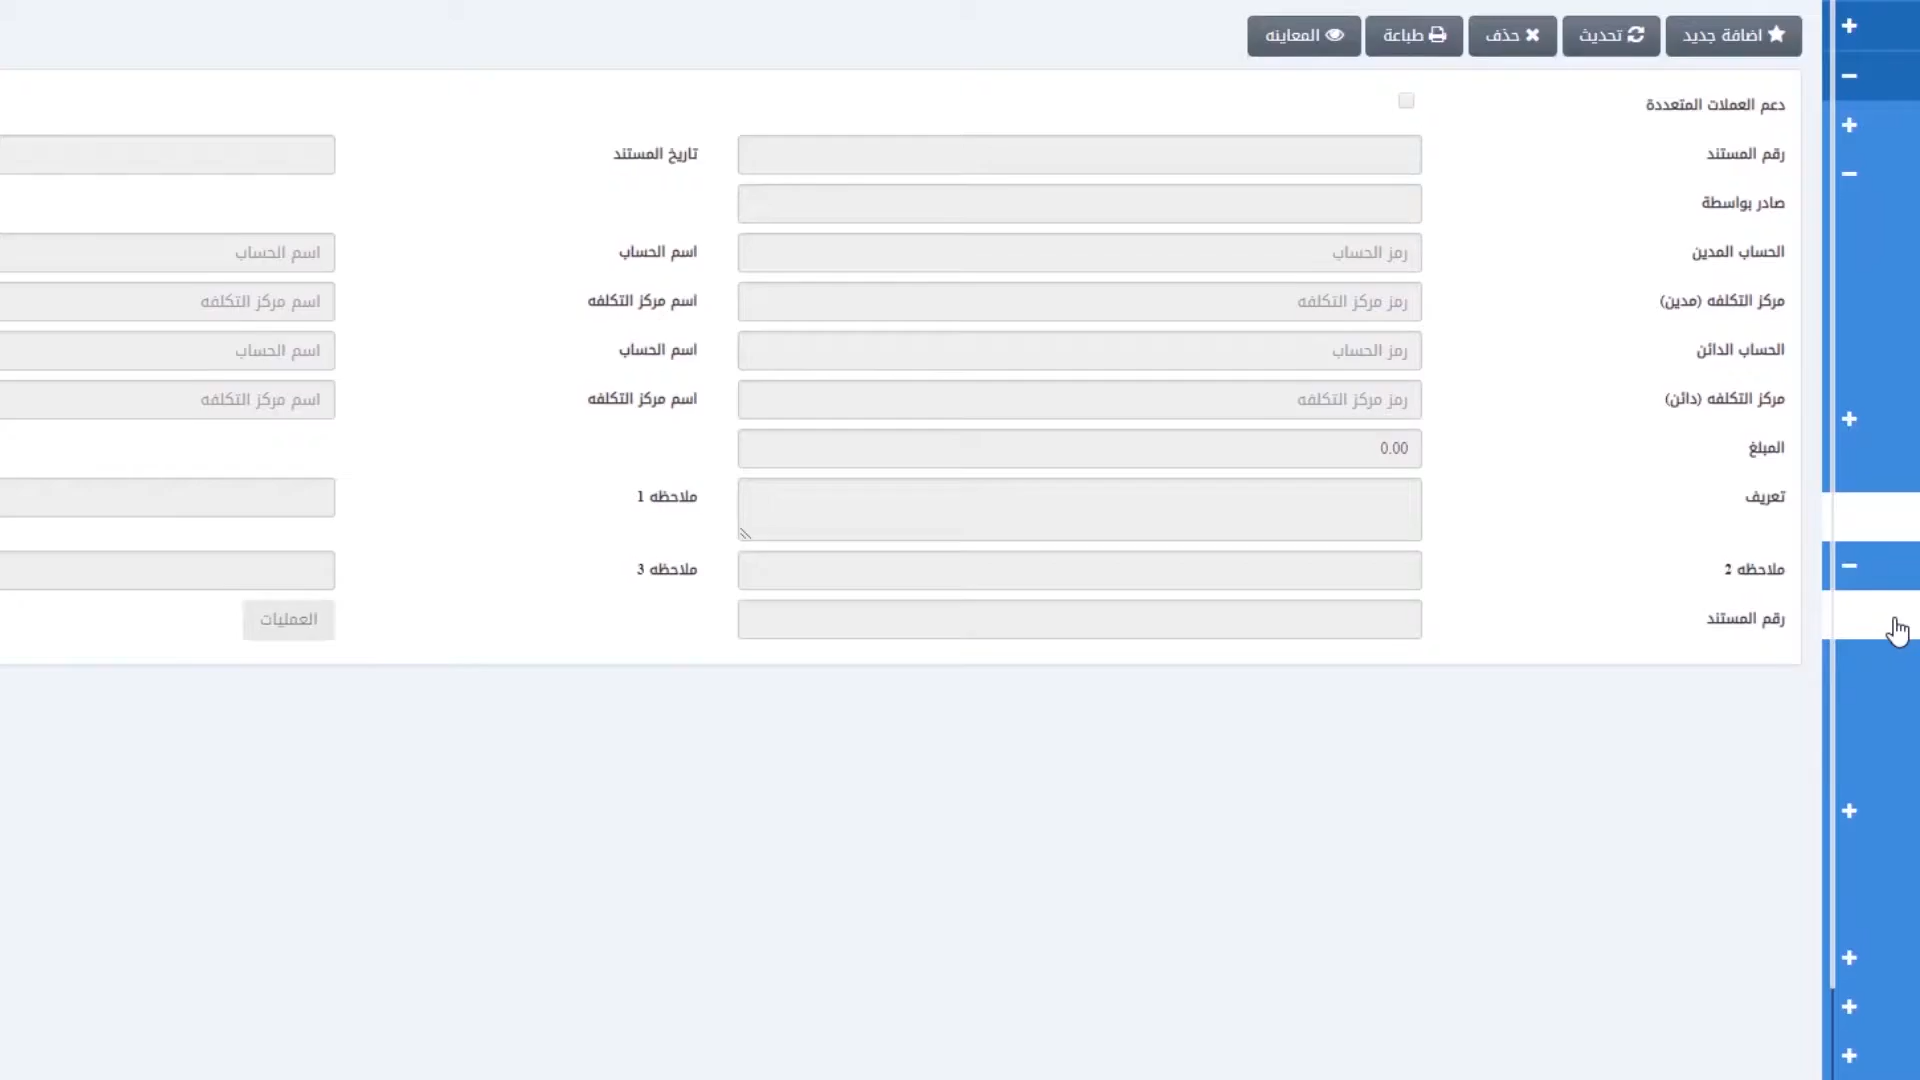 اضافة جديد تحديث حذف طباعة المعاينه
دعم العملات المتعددة
رقم المستند تاريخ المستند
صادر بواسطة
الحساب المدين رمز الحساب اسم الحساب اسم الحساب
مركز التكلفه (مدين) رمز مركز التكلفه اسم مركز التكلفه اسم مركز التكلفه
الحساب الدائن رمز الحساب اسم الحساب اسم الحساب
مركز التكلفه (دائن) رمز مركز التكلفه اسم مركز التكلفه اسم مركز التكلفه
المبلغ 0.00
تعريف ملاحظه 1
ملاحظه 2 ملاحظه 3
رقم المستند العمليات